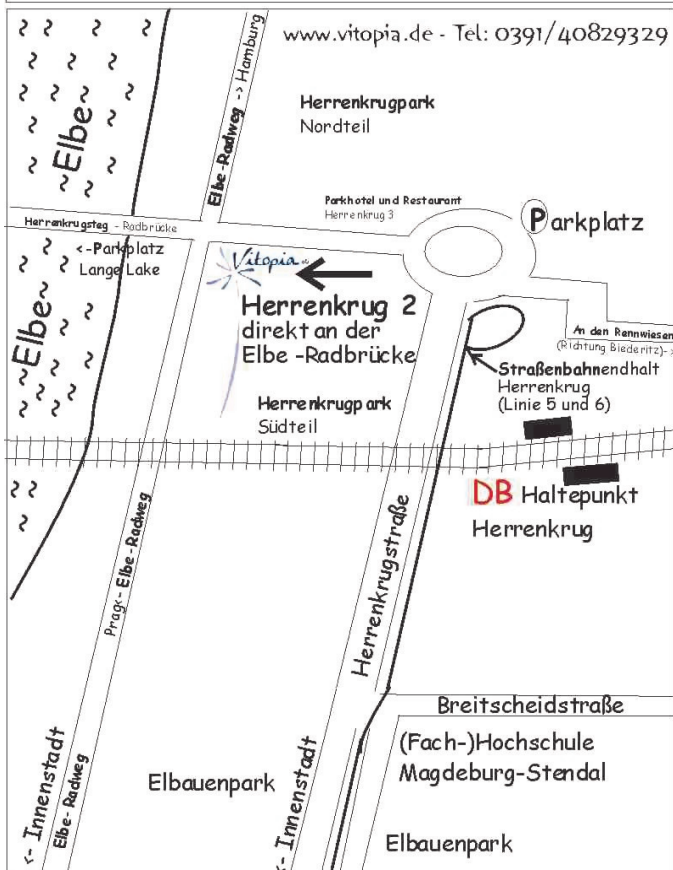 www.vitopia.de - Tel: 0391/40829329
Elbe~
Elbe-Radweg -> Hamburg
Herrenkrugpark
Nordteil
Parkhotel und Restaurant
Herrenkrug 3
Parkplatz
Herrenkrugsteg - Radbrücke
<-Parkplatz
Lange Lake
Vitopia
Herrenkrug 2
direkt an der
Elbe -Radbrücke
Elbe~
An den Rennwiesen
(Richtung Biederitz)->
Straßenbahnendhalt
Herrenkrug
(Linie 5 und 6)
Herrenkrugpark
Südteil
DB Haltepunkt
Herrenkrug
Prag<- Elbe-Radweg
Herrenkrugstraße
Breitscheidstraße
(Fach-)Hochschule
Magdeburg-Stendal
Elbauenpark
<- Innenstadt
Elbe-Radweg
<- Innenstadt
Elbauenpark